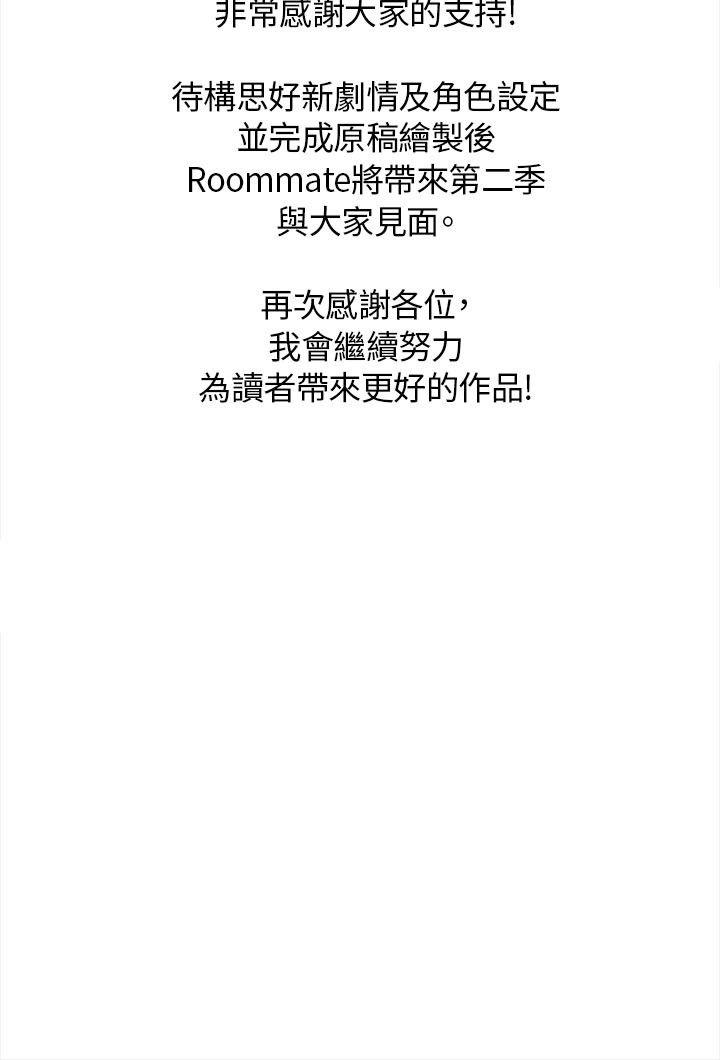 非常感謝大家的支持!
待構思好新劇情及角色設定
並完成原稿繪製後
Roommate將帶來第二季
與大家見面。
再次感謝各位，
我會繼續努力
為讀者帶來更好的作品!